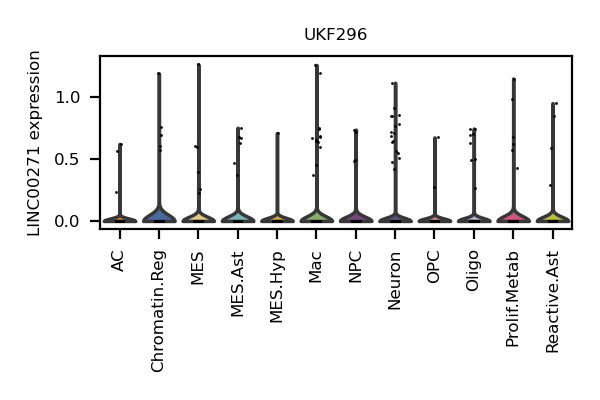 UKF296
LINC00271 expression
1.0
0.5
0.0
AC
Chromatin.Reg
MES
MES.Ast
MES.Hyp
Mac
NPC
Neuron
OPC
Oligo
Prolif.Metab
Reactive.Ast